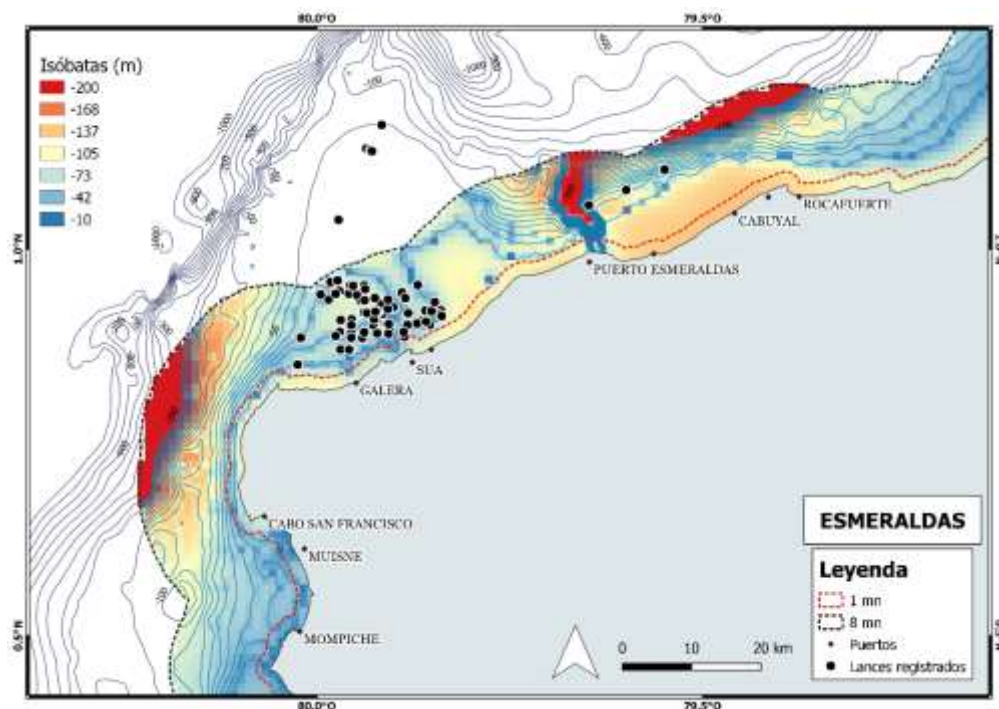 80.0°O
79.5°O
Isóbatas (m)
-200
-168
-137
-105
-73
-42
-10
1.0°N
ROCAFUERTE
CABUYAL
PUERTO ESMERALDAS
SUA
GALERA
CABO SAN FRANCISCO
MUISNE
MOMPICHE
0.5°N
ESMERALDAS
Leyenda
1 mn
8 mn
Puertos
Lances registrados
0 10 20 km
80.0°O
79.5°O